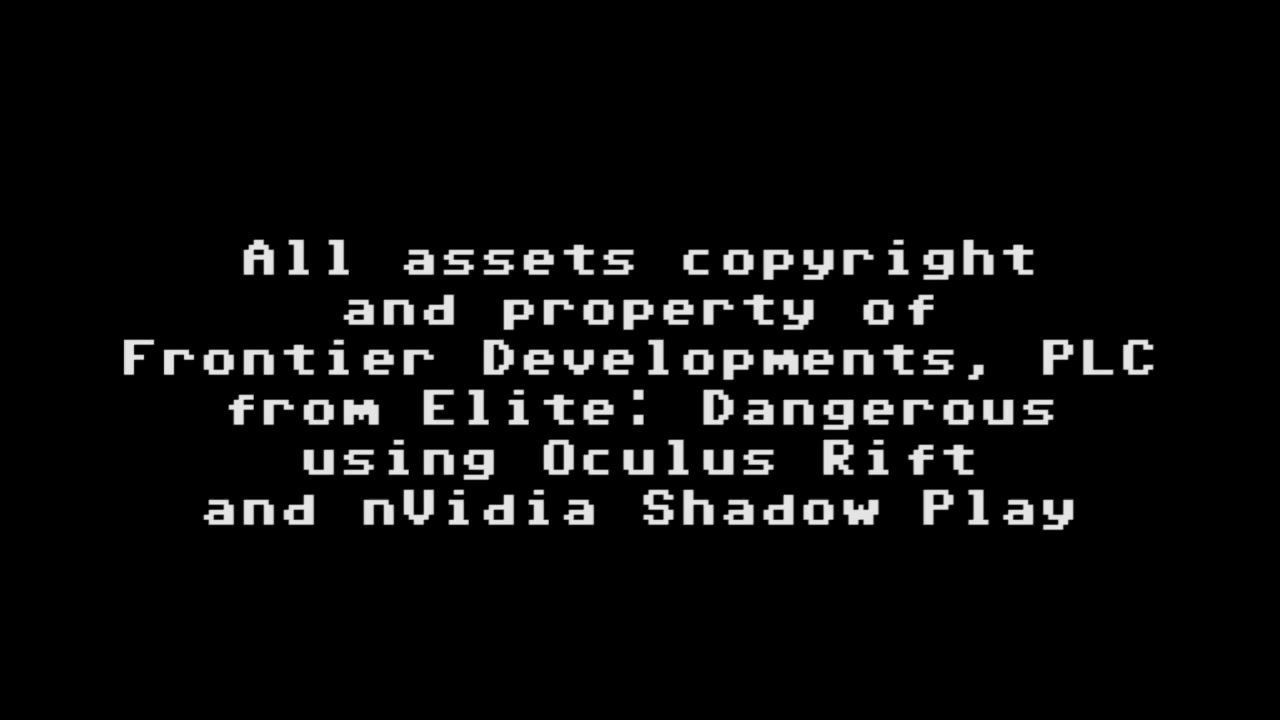 All assets copyright
and property of
Frontier Developments, PLC
from Elite: Dangerous
using Oculus Rift
and nVidia Shadow Play